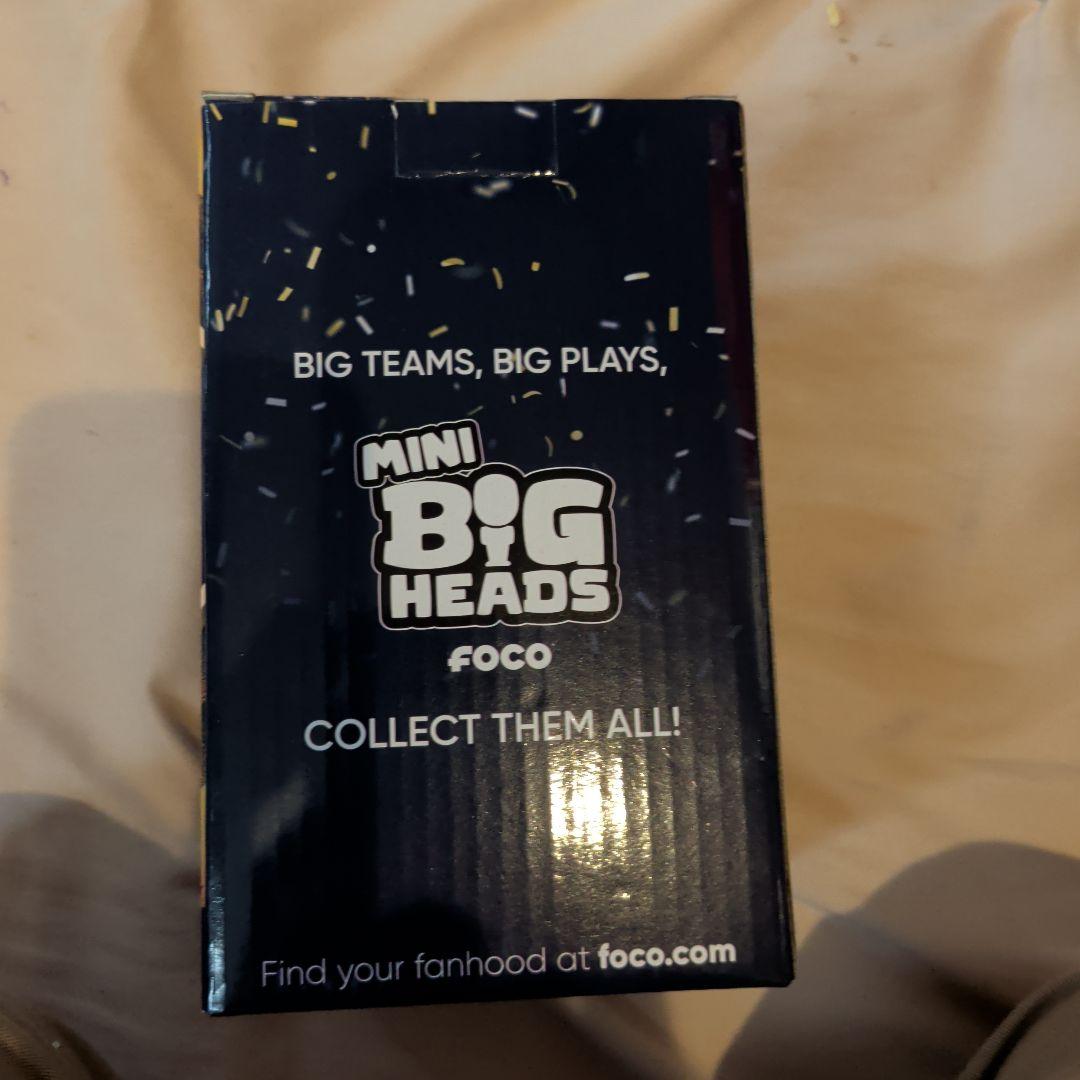 BIG TEAMS, BIG PLAYS,
MINI
BIG
HEADS
FOCO
COLLECT THEM ALL!
Find your fanhood at foco.com